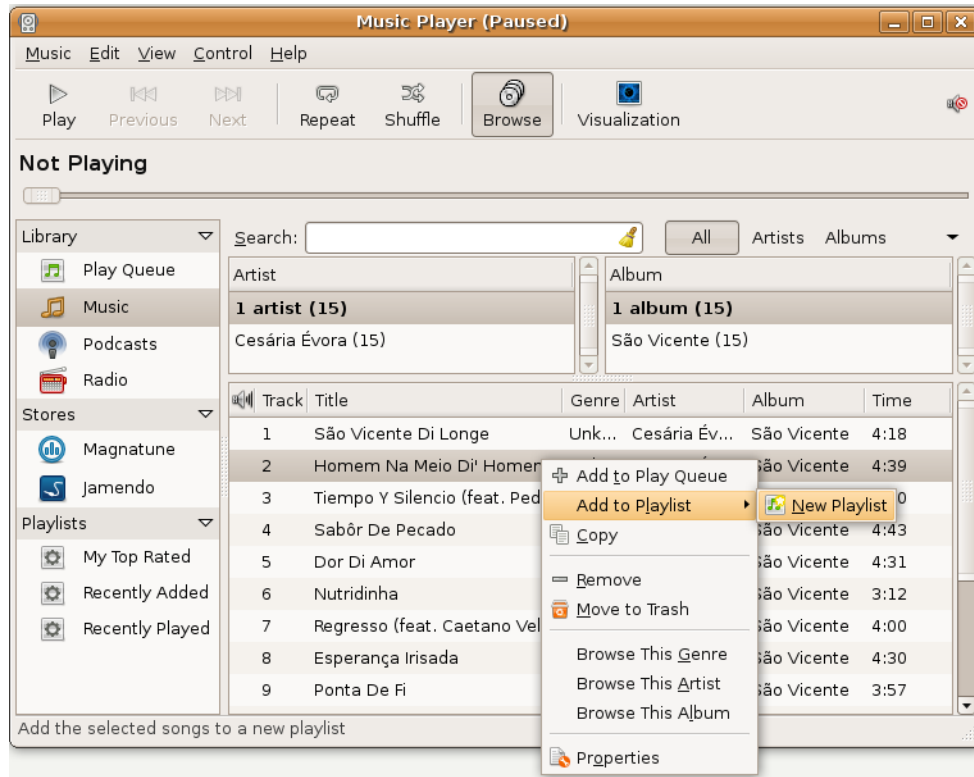 Music Player (Paused)
Music Edit View Control Help
Play Previous Next Repeat Shuffle Browse Visualization
Not Playing
Library
Play Queue
Music
Podcasts
Radio
Stores
Magnatune
Jamendo
Playlists
My Top Rated
Recently Added
Recently Played
Search: All Artists Albums
Artist
1 artist (15)
Cesária Évora (15)
Album
1 album (15)
São Vicente (15)
Track Title Genre Artist Album Time
1 São Vicente Di Longe Unk... Cesária Év... São Vicente 4:18
2 Homem Na Meio Di' Homen São Vicente 4:39
3 Tiempo Y Silencio (feat. Ped 0
4 Sabôr De Pecado São Vicente 4:43
5 Dor Di Amor São Vicente 4:31
6 Nutridinha São Vicente 3:12
7 Regresso (feat. Caetano Vel São Vicente 4:00
8 Esperança Irisada São Vicente 4:30
9 Ponta De Fi São Vicente 3:57
Add to Play Queue
Add to Playlist
New Playlist
Copy
Remove
Move to Trash
Browse This Genre
Browse This Artist
Browse This Album
Properties
Add the selected songs to a new playlist